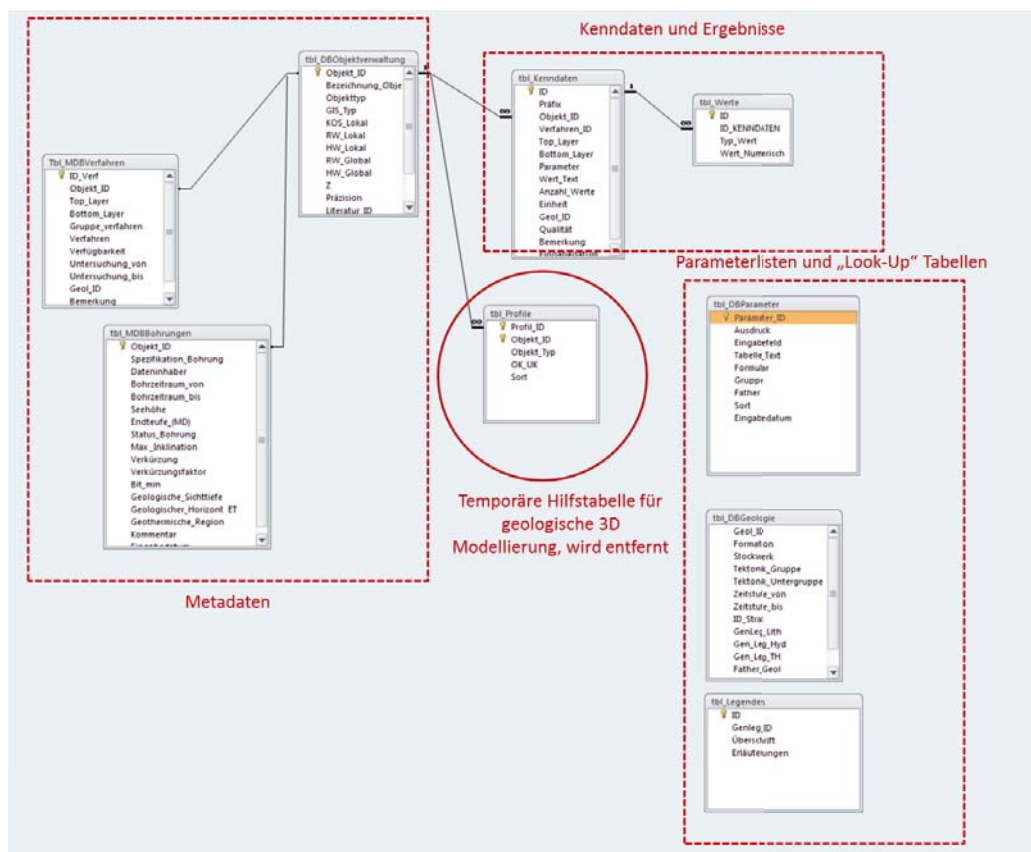 Kenndaten und Ergebnisse
tbl_DBObjektverwaltung
Objekt_ID
Bezeichnung_Obje
Objekttyp
GIS_Typ
KOS_Lokal
RW_Lokal
HW_Lokal
RW_Global
HW_Global
Z
Präzision
Literatur_ID
tbl_Kenndaten
ID
Präfix
Objekt_ID
Verfahren_ID
Top_Layer
Bottom_Layer
Parameter
Wert_Text
Anzahl_Werte
Einheit
Geol_ID
Qualität
Bemerkung
tbl_Werte
ID
ID_KENNDATEN
Typ_Wert
Wert_Numerisch
Tbl_MDBVerfahren
ID_Verf
Objekt_ID
Top_Layer
Bottom_Layer
Gruppe_verfahren
Verfahren
Verfügbarkeit
Untersuchung_von
Untersuchung_bis
Geol_ID
Bemerkung
Parameterlisten und „Look-Up“ Tabellen
tbl_MDBBohrungen
Objekt_ID
Spezifikation_Bohrung
Dateninhaber
Bohrzeitraum_von
Bohrzeitraum_bis
Seehöhe
Endteufe_(MD)
Status_Bohrung
Max_Inklination
Verkürzung
Verkürzungsfaktor
Bit_min
Geologische_Sichttiefe
Geologischer_Horizont_ET
Geothermische_Region
Kommentar
Eingabedatum
tbl_Profile
Profil_ID
Objekt_ID
Objekt_Typ
OK_UK
Sort
tbl_DBParameter
Parameter_ID
Ausdruck
Eingabefeld
Tabelle_Text
Formular
Gruppe
Father
Sort
Eingabedatum
Temporäre Hilfstabelle für
geologische 3D
Modellierung, wird entfernt
tbl_DBGeologie
Geol_ID
Formation
Stockwerk
Tektonik_Gruppe
Tektonik_Untergruppe
Zeitstufe_von
Zeitstufe_bis
ID_Strat
GenLeg_Lith
Gen_Leg_Hyd
Gen_Leg_TH
Father_Geol
Metadaten
tbl_Legenden
ID
Genleg_ID
Überschrift
Erläuterungen